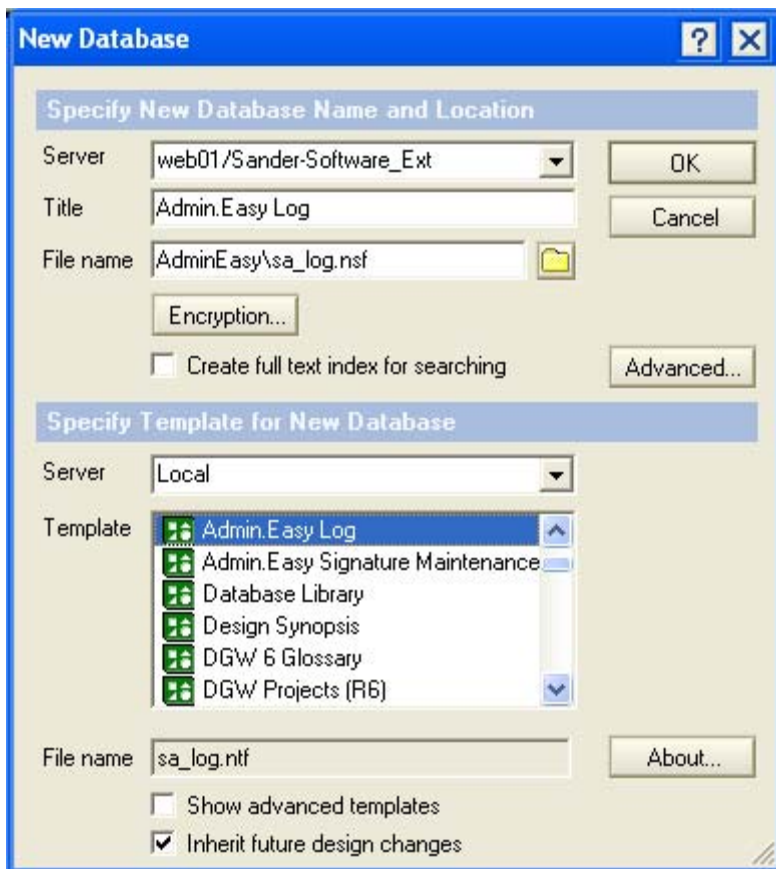 New Database
Specify New Database Name and Location
Server web01/Sander-Software_Ext OK
Title Admin.Easy Log Cancel
File name AdminEasy\sa_log.nsf
Encryption...
Create full text index for searching Advanced...
Specify Template for New Database
Server Local
Template Admin.Easy Log
Admin.Easy Signature Maintenance
Database Library
Design Synopsis
DGW 6 Glossary
DGW Projects (R6)
File name sa_log.ntf About...
Show advanced templates
Inherit future design changes